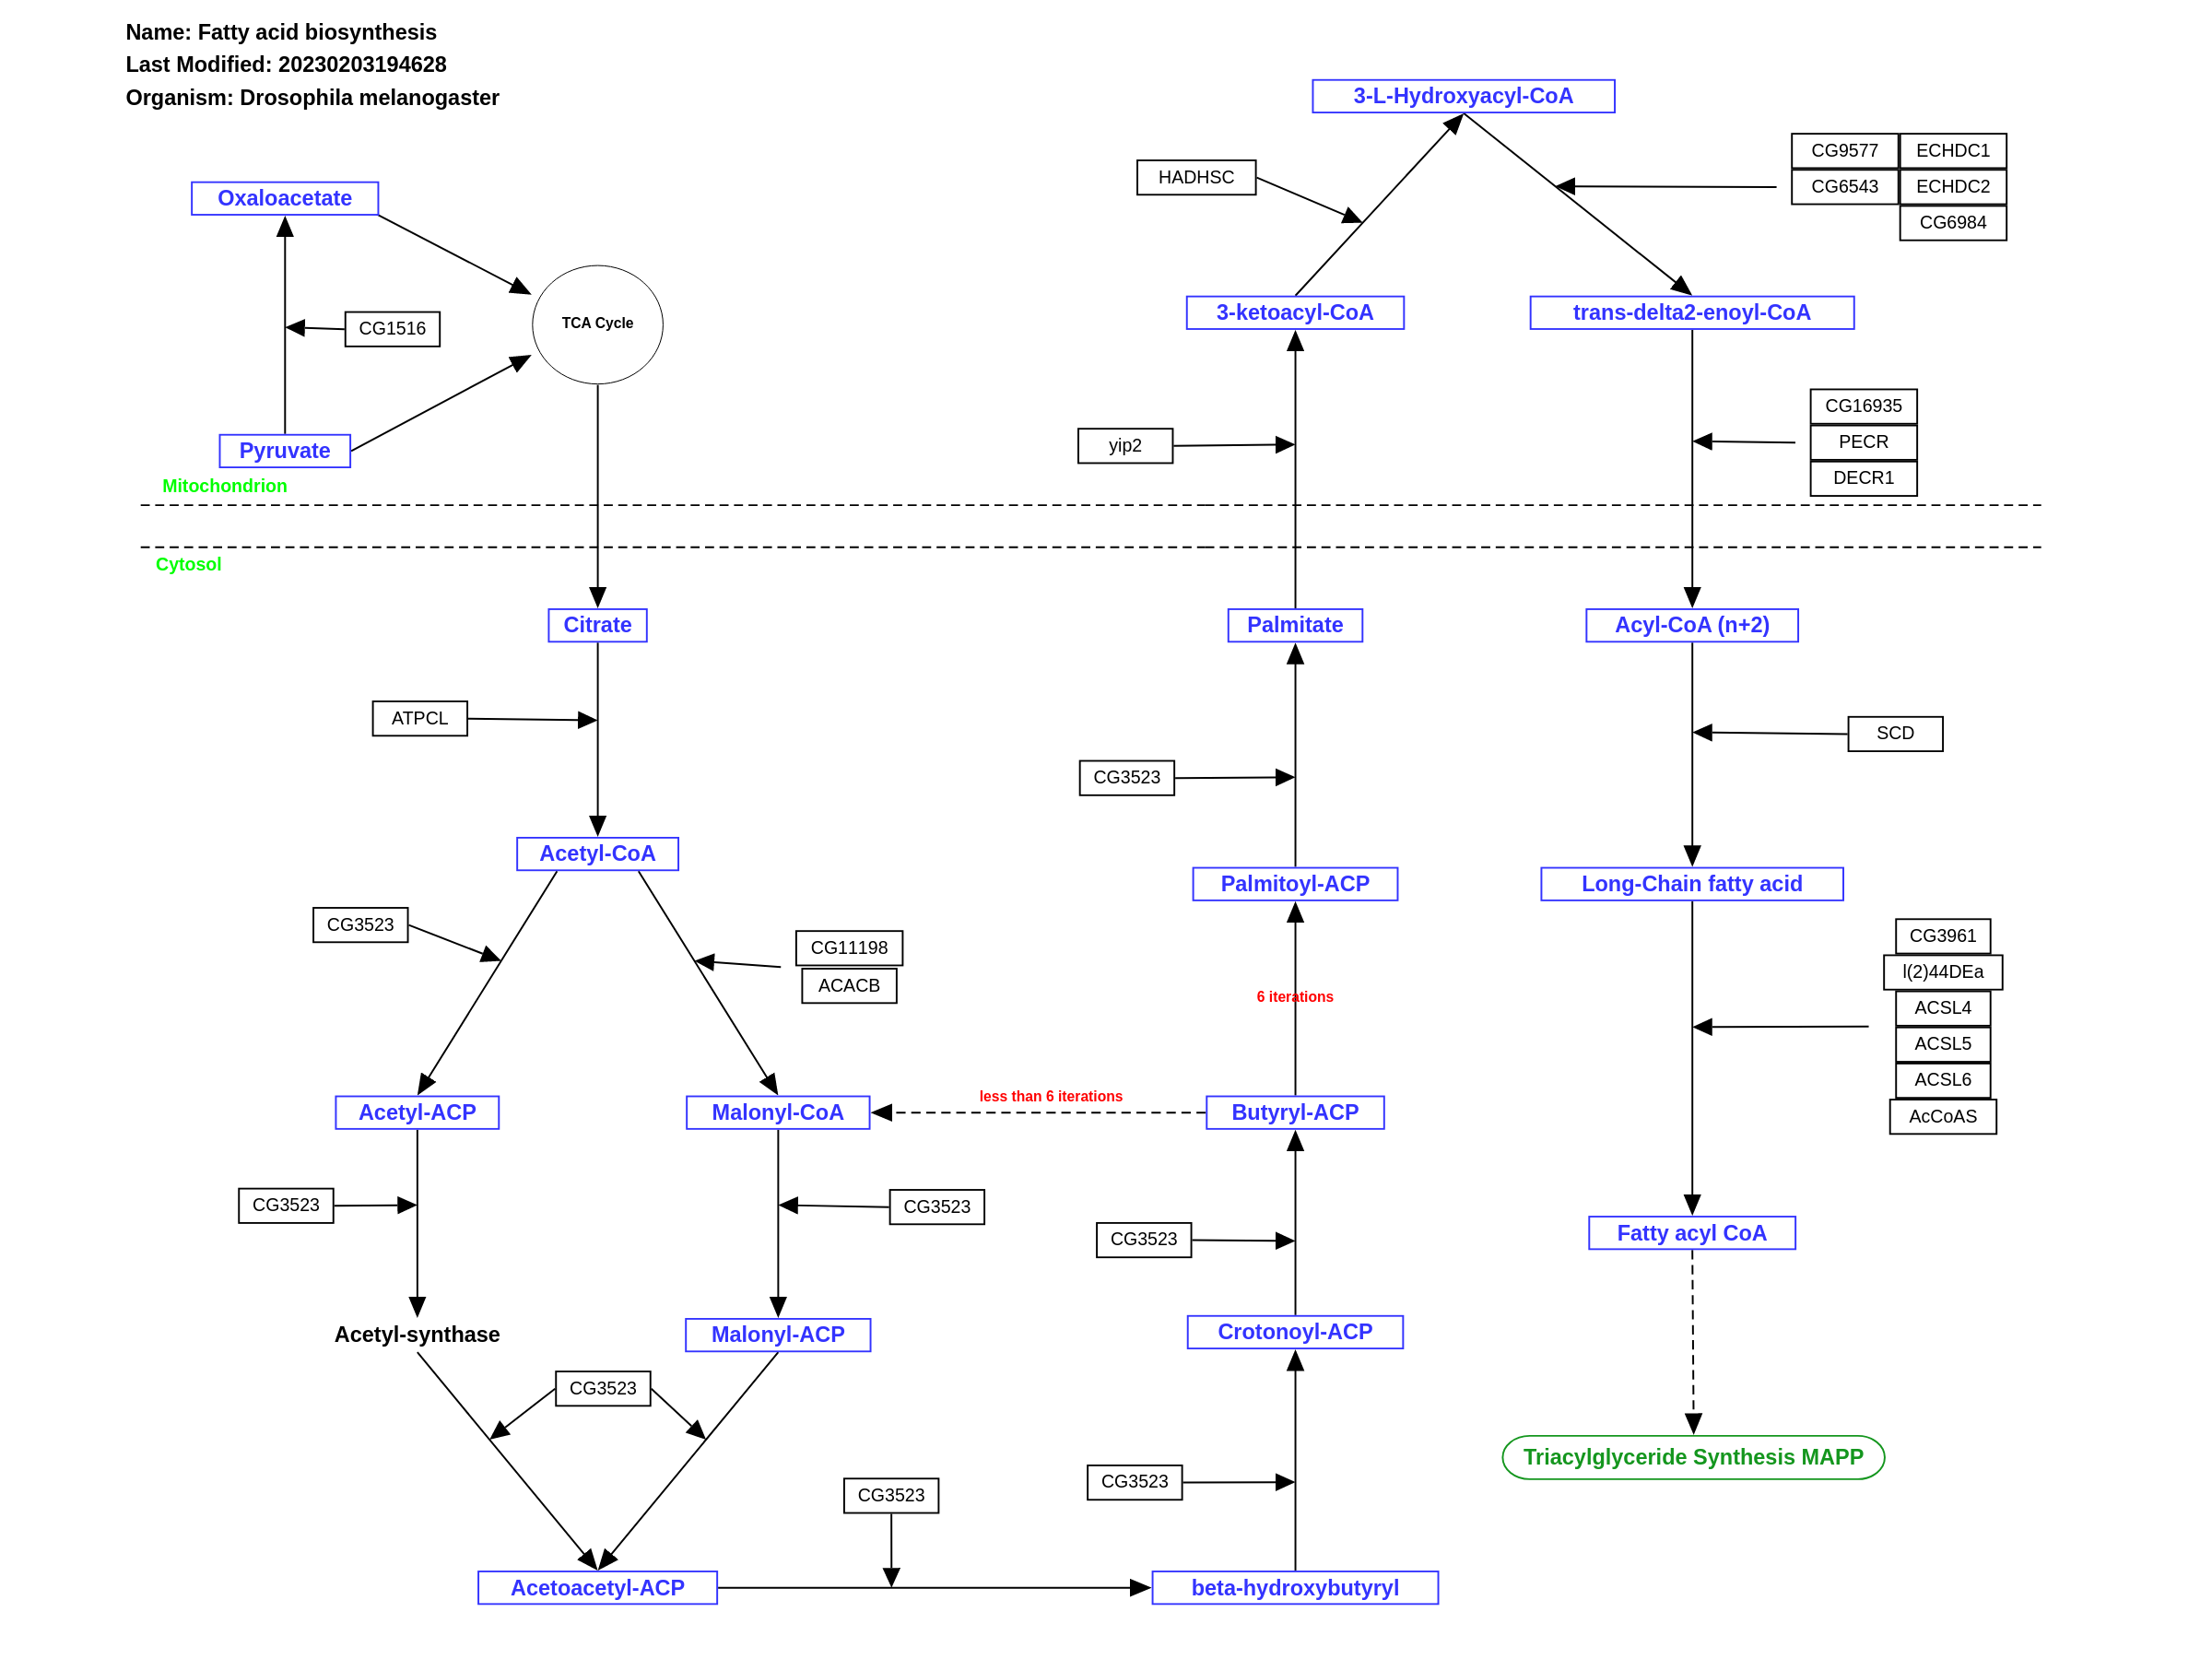 Name: Fatty acid biosynthesis
Last Modified: 20230203194628
Organism: Drosophila melanogaster
Oxaloacetate
CG1516
TCA Cycle
Pyruvate
Mitochondrion
Cytosol
Citrate
ATPCL
Acetyl-CoA
CG3523
CG11198
ACACB
Acetyl-ACP
Malonyl-CoA
less than 6 iterations
CG3523
CG3523
Acetyl-synthase
Malonyl-ACP
CG3523
CG3523
Acetoacetyl-ACP
3-L-Hydroxyacyl-CoA
HADHSC
CG9577
ECHDC1
CG6543
ECHDC2
CG6984
3-ketoacyl-CoA
trans-delta2-enoyl-CoA
yip2
CG16935
PECR
DECR1
Palmitate
Acyl-CoA (n+2)
CG3523
SCD
Palmitoyl-ACP
Long-Chain fatty acid
6 iterations
CG3961
l(2)44DEa
ACSL4
ACSL5
ACSL6
AcCoAS
Butyryl-ACP
CG3523
Fatty acyl CoA
Crotonoyl-ACP
CG3523
Triacylglyceride Synthesis MAPP
beta-hydroxybutyryl